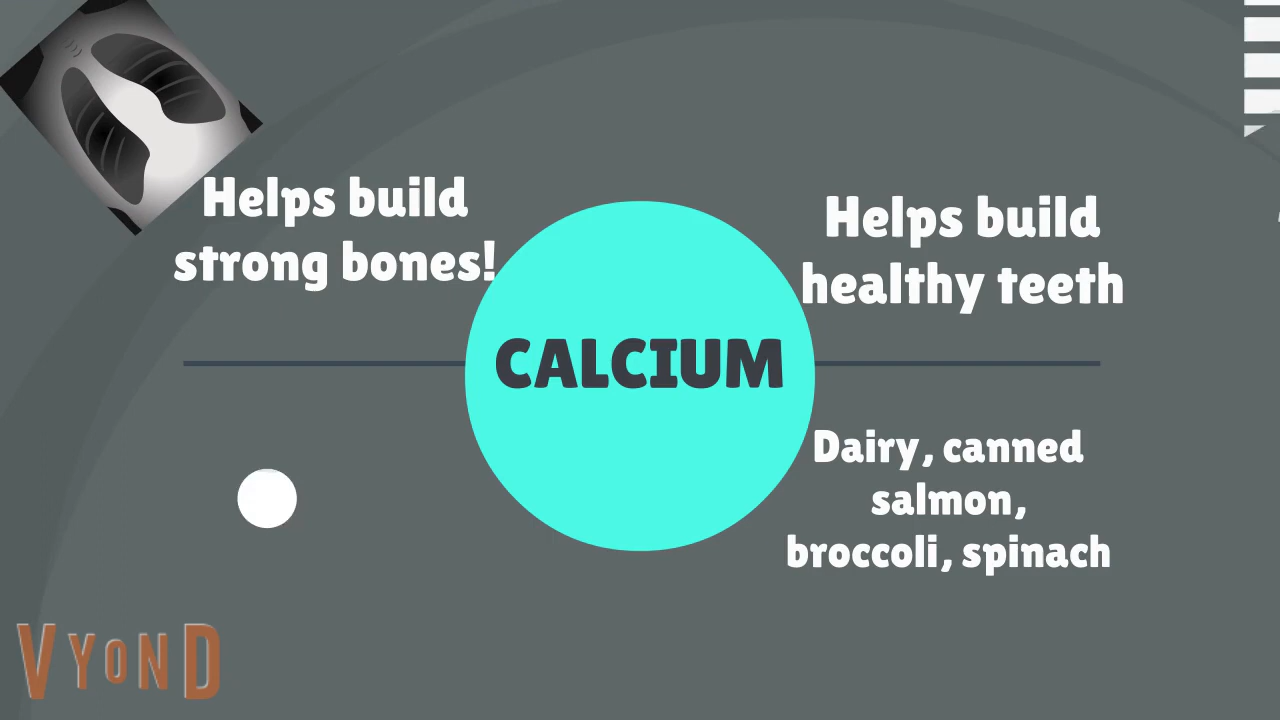 Helps build
strong bones!
Helps build
healthy teeth
CALCIUM
Dairy, canned
salmon,
broccoli, spinach
VYOND